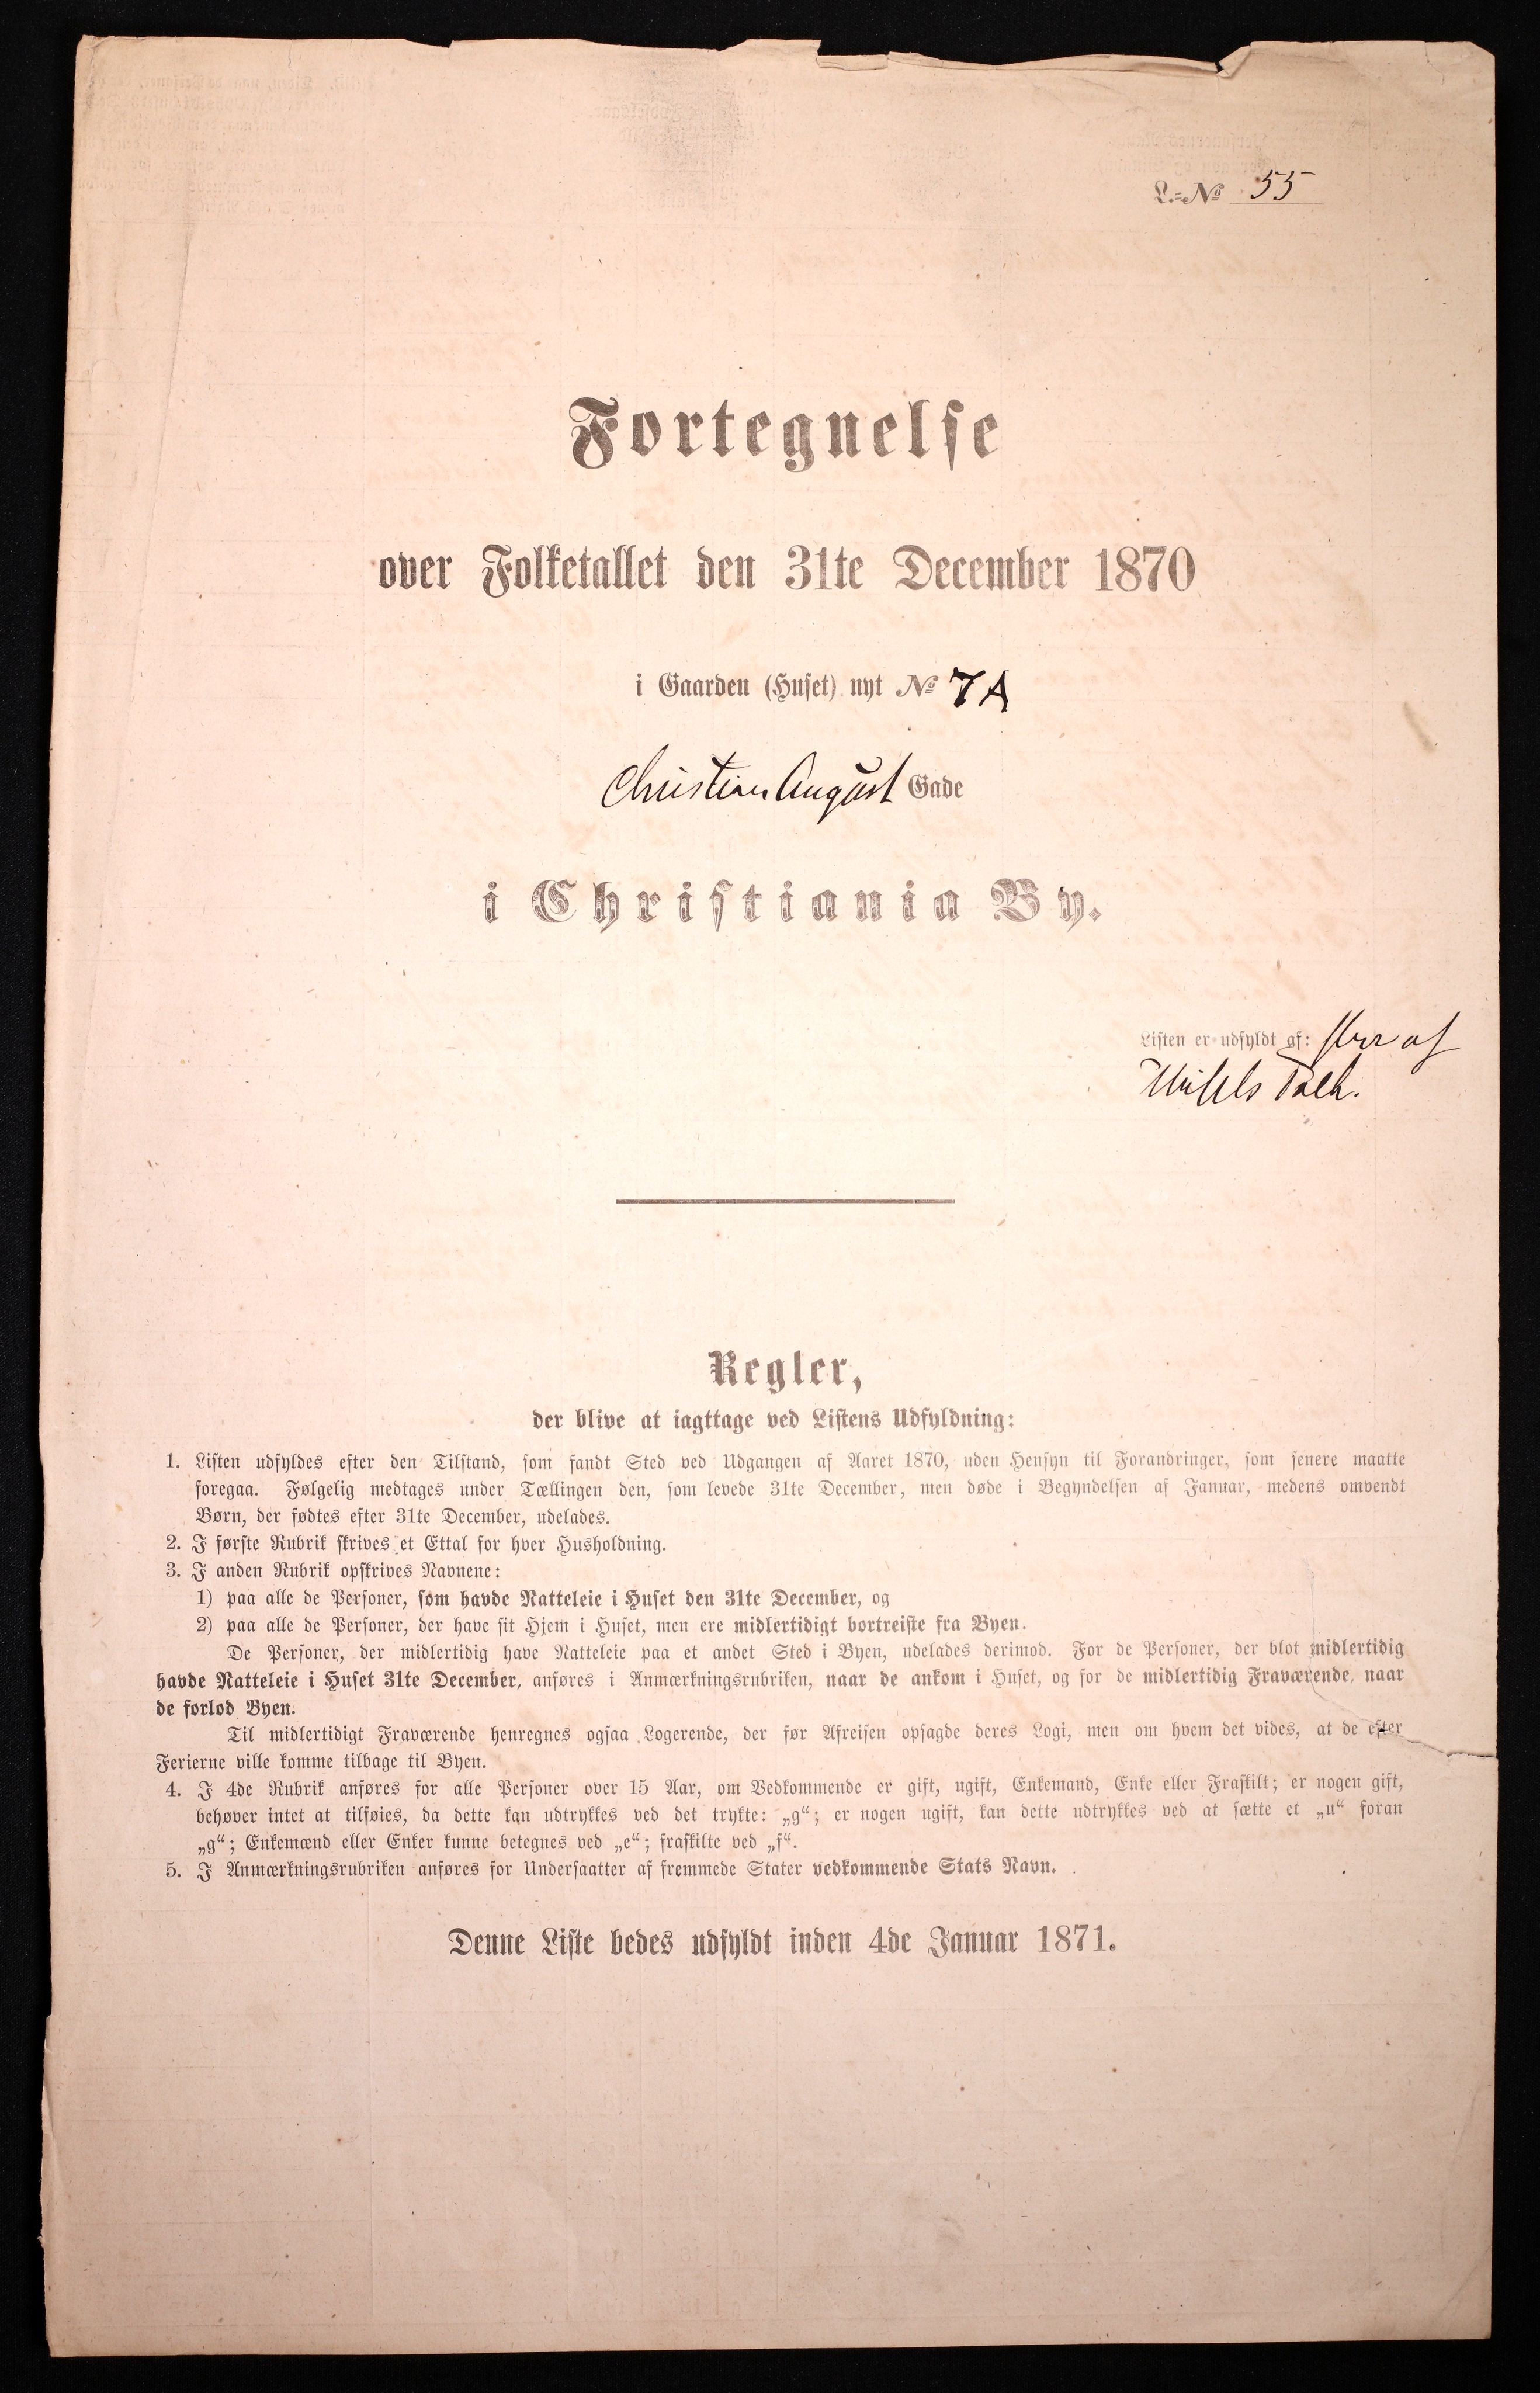 L.-No 55
Fortegnelse
over Folketallet den 31te December 1870
i Gaarden (Huset) nyt No 7A
Christian August Gade
i Christiania By.
Listen er udfyldt af:
Regler,
der blive at iagttage ved Listens Udfyldning:
1. Listen udfyldes efter den Tilstand, som fandt Sted ved Udgangen af Aaret 1870, uden Hensyn til Forandringer, som senere maatte
foregaa. Følgelig medtages under Tællingen den, som levede 31te December, men døde i Begyndelsen af Januar, medens omvendt
Børn, der fødtes efter 31te December, udelades.
2. I første Rubrik skrives et Ettal for hver Husholdning.
3. I anden Rubrik opskrives Navnene:
1) paa alle de Personer, som havde Natteleie i Huset den 31te December, og
2) paa alle de Personer, der have sit Hjem i Huset, men ere midlertidigt bortreiste fra Byen.
De Personer, der midlertidig have Natteleie paa et andet Sted i Byen, udelades derimod. For de Personer, der blot midlertidig
havde Natteleie i Huset 31te December, anføres i Anmærkningsrubriken, naar de ankom i Huset, og for de midlertidig Fraværende, naar
de forlod Byen.
Til midlertidigt Fraværende henregnes ogsaa Logerende, der før Afreisen opsagde deres Logi, men om hvem det vides, at de efter
Ferierne ville komme tilbage til Byen.
4. I 4de Rubrik anføres for alle Personer over 15 Aar, om Vedkommende er gift, ugift, Enkemand, Enke eller Fraskilt; er nogen gift,
behøver intet at tilføies, da dette kan udtrykkes ved det trykte: „g“; er nogen ugift, kan dette udtrykkes ved at sætte et „u“ foran
„g“; Enkemænd eller Enker kunne betegnes ved „e“; fraskilte ved „f“.
5. I Anmærkningsrubriken anføres for Undersaatter af fremmede Stater vedkommende Stats Navn.
Denne Liste bedes udfyldt inden 4de Januar 1871.